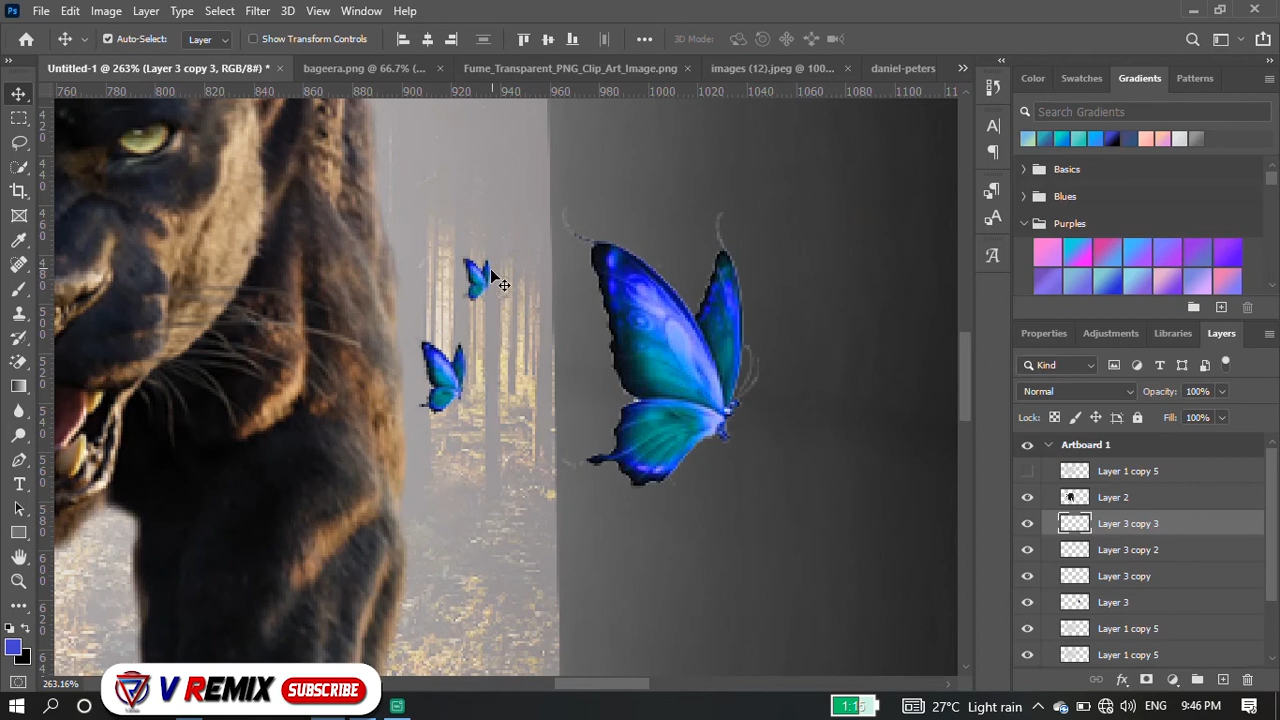 Ps File Edit Image Layer Type Select Filter 3D View Window Help
Auto-Select: Layer Show Transform Controls 3D Mode:
Untitled-1 @ 263% (Layer 3 copy 3, RGB/8#) * bageera.png @ 66.7% (... Fume_Transparent_PNG_Clip_Art_Image.png images (12).jpeg @ 100... daniel-peters
760 780 800 820 840 860 880 900 920 940 960 980 1000 1020 1040 1060 1080 1100
Color Swatches Gradients Patterns
Search Gradients
Basics
Blues
Purples
Properties Adjustments Libraries Layers
Kind
Normal Opacity: 100%
Lock: Fill: 100%
Artboard 1
Layer 1 copy 5
Layer 2
Layer 3 copy 3
Layer 3 copy 2
Layer 3 copy
Layer 3
Layer 1 copy 5
Layer 1 copy 5
263.16%
V REMIX SUBSCRIBE
1:15 27°C Light rain ENG 3:46 PM